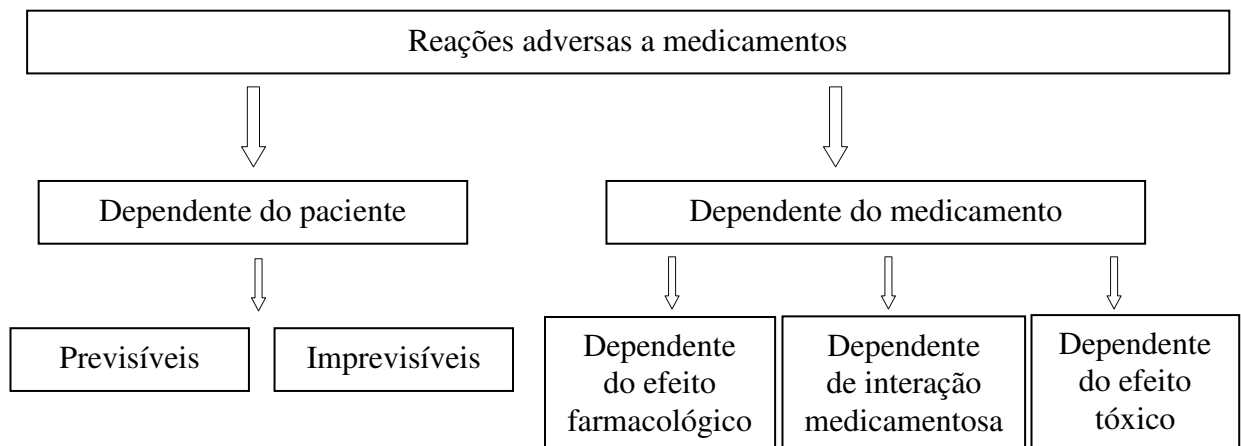 Reações adversas a medicamentos
Dependente do paciente
Dependente do medicamento
Previsíveis
Imprevisíveis
Dependente
do efeito
farmacológico
Dependente
de interação
medicamentosa
Dependente
do efeito
tóxico